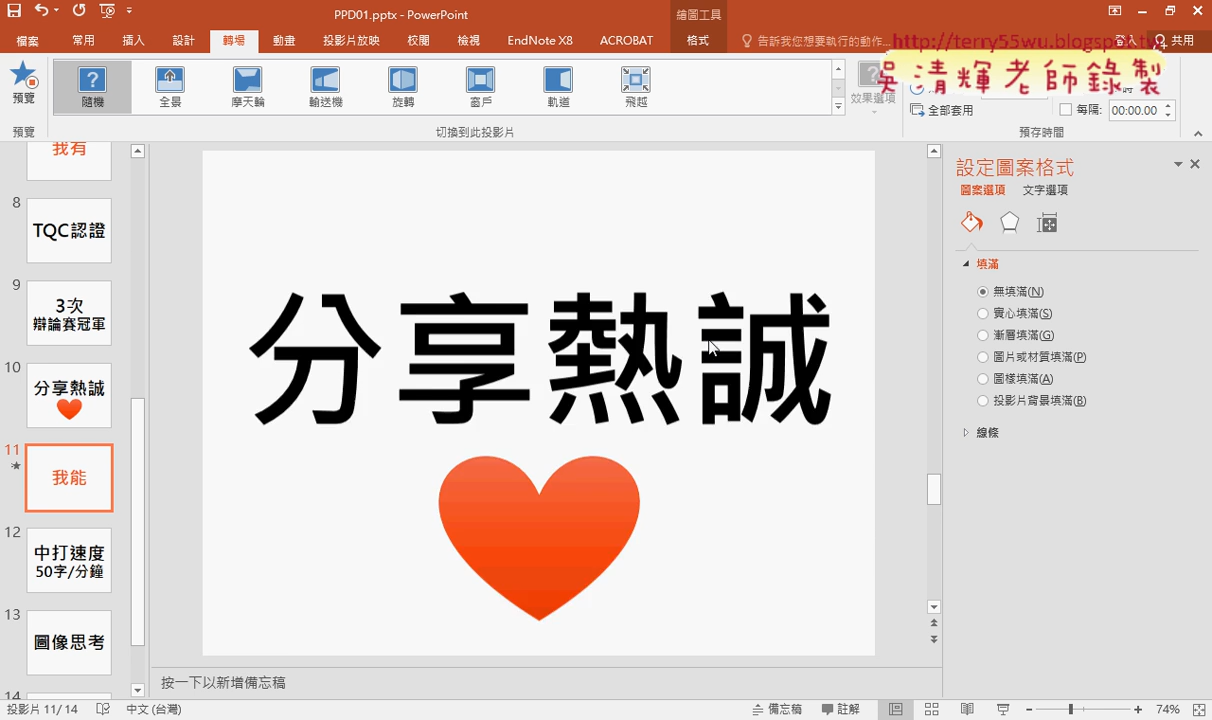 PPD01.pptx - PowerPoint
繪圖工具
檔案 常用 插入 設計 轉場 動畫 投影片放映 校閱 檢視 EndNote X8 ACROBAT 格式 告訴我您想要執行的動作... 登入 共用
http://terry55wu.blogspot.tw
吳清輝老師錄製
預覽 隨機 全景 摩天輪 輸送機 旋轉 窗戶 軌道 飛越 效果選項
全部套用 每隔: 00:00.00
預覽 切換到此投影片 預存時間
我有
8
TQC認證
9
3次
辯論賽冠軍
10
分享熱誠
11
我能
12
中打速度
50字/分鐘
13
圖像思考
14
分享熱誠
按一下以新增備忘稿
設定圖案格式
圖案選項 文字選項
填滿
無填滿(N)
實心填滿(S)
漸層填滿(G)
圖片或材質填滿(P)
圖樣填滿(A)
投影片背景填滿(B)
線條
投影片 11/14 中文 (台灣) 備忘稿 註解 74%